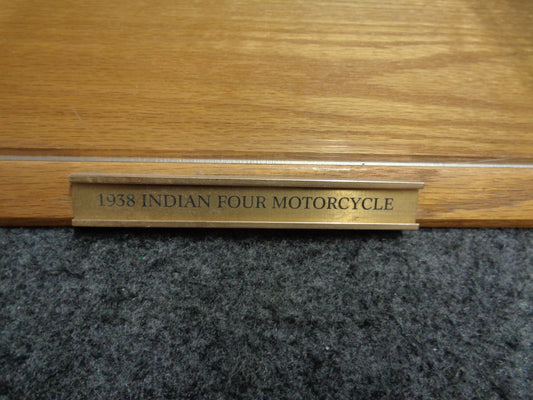 1938 INDIAN FOUR MOTORCYCLE